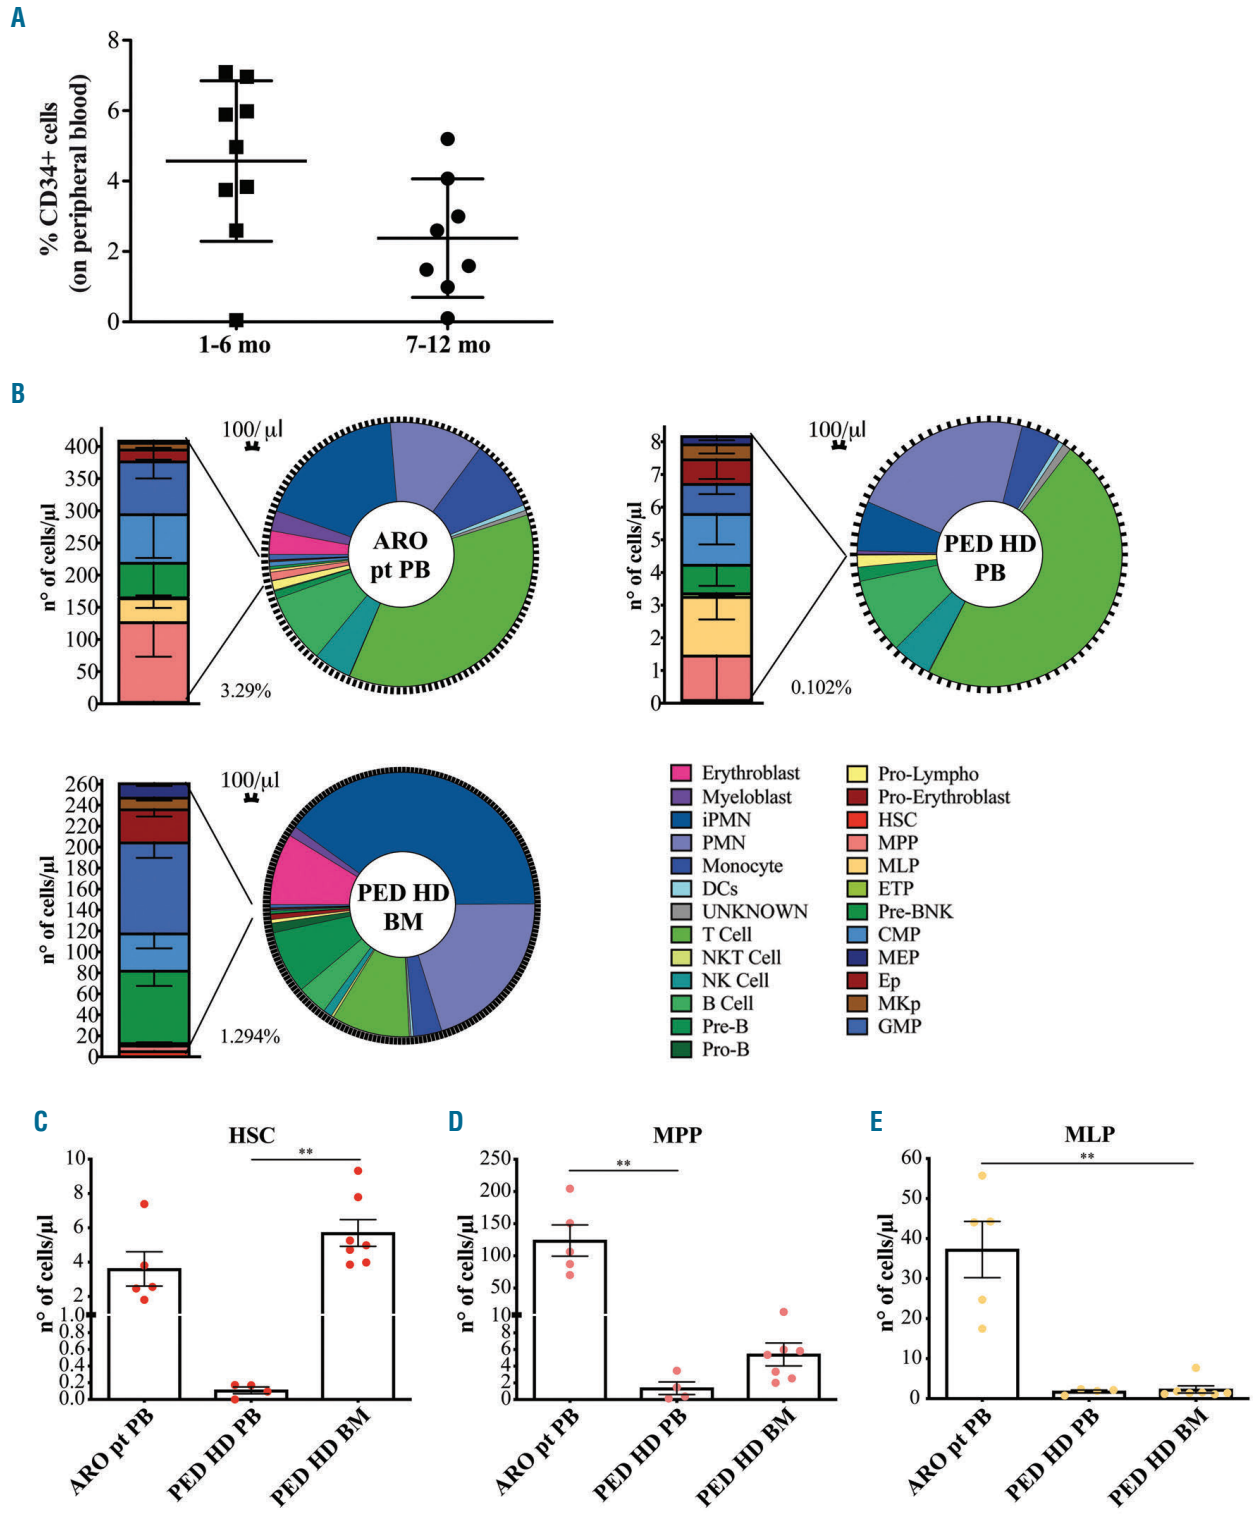 A
% CD34+ cells
(on peripheral blood)
8
6
4
2
0
1-6 mo
7-12 mo
B
n° of cells/µl
400
350
300
250
200
150
100
50
0
100/ µl
3.29%
ARO
pt PB
n° of cells/µl
8
7
6
5
4
3
2
1
0
100/µl
0.102%
PED HD
PB
n° of cells/µl
260
240
220
200
180
160
140
120
100
80
60
40
20
0
100/µl
1.294%
PED HD
BM
Erythroblast
Myeloblast
iPMN
PMN
Monocyte
DCs
UNKNOWN
T Cell
NKT Cell
NK Cell
B Cell
Pre-B
Pro-B
Pro-Lympho
Pro-Erythroblast
HSC
MPP
MLP
ETP
Pre-BNK
CMP
MEP
Ep
MKp
GMP
C
HSC
n° of cells/µl
10
8
6
4
2
1.0
0.8
0.6
0.4
0.2
0.0
**
ARO pt PB
PED HD PB
PED HD BM
D
MPP
n° of cells/µl
250
200
150
100
50
10
8
6
4
2
0
**
ARO pt PB
PED HD PB
PED HD BM
E
MLP
n° of cells/µl
60
50
40
30
20
10
0
**
ARO pt PB
PED HD PB
PED HD BM